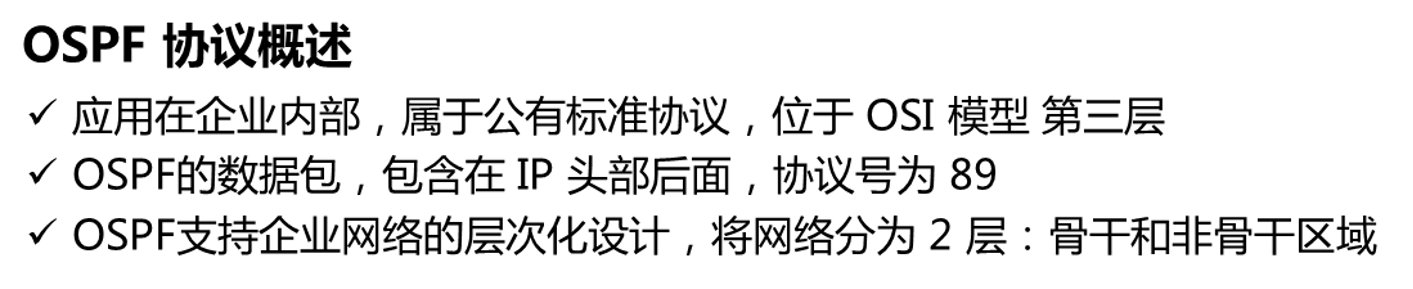 OSPF 协议概述
✓ 应用在企业内部，属于公有标准协议，位于 OSI 模型 第三层
✓ OSPF的数据包，包含在 IP 头部后面，协议号为 89
✓ OSPF支持企业网络的层次化设计，将网络分为 2 层：骨干和非骨干区域